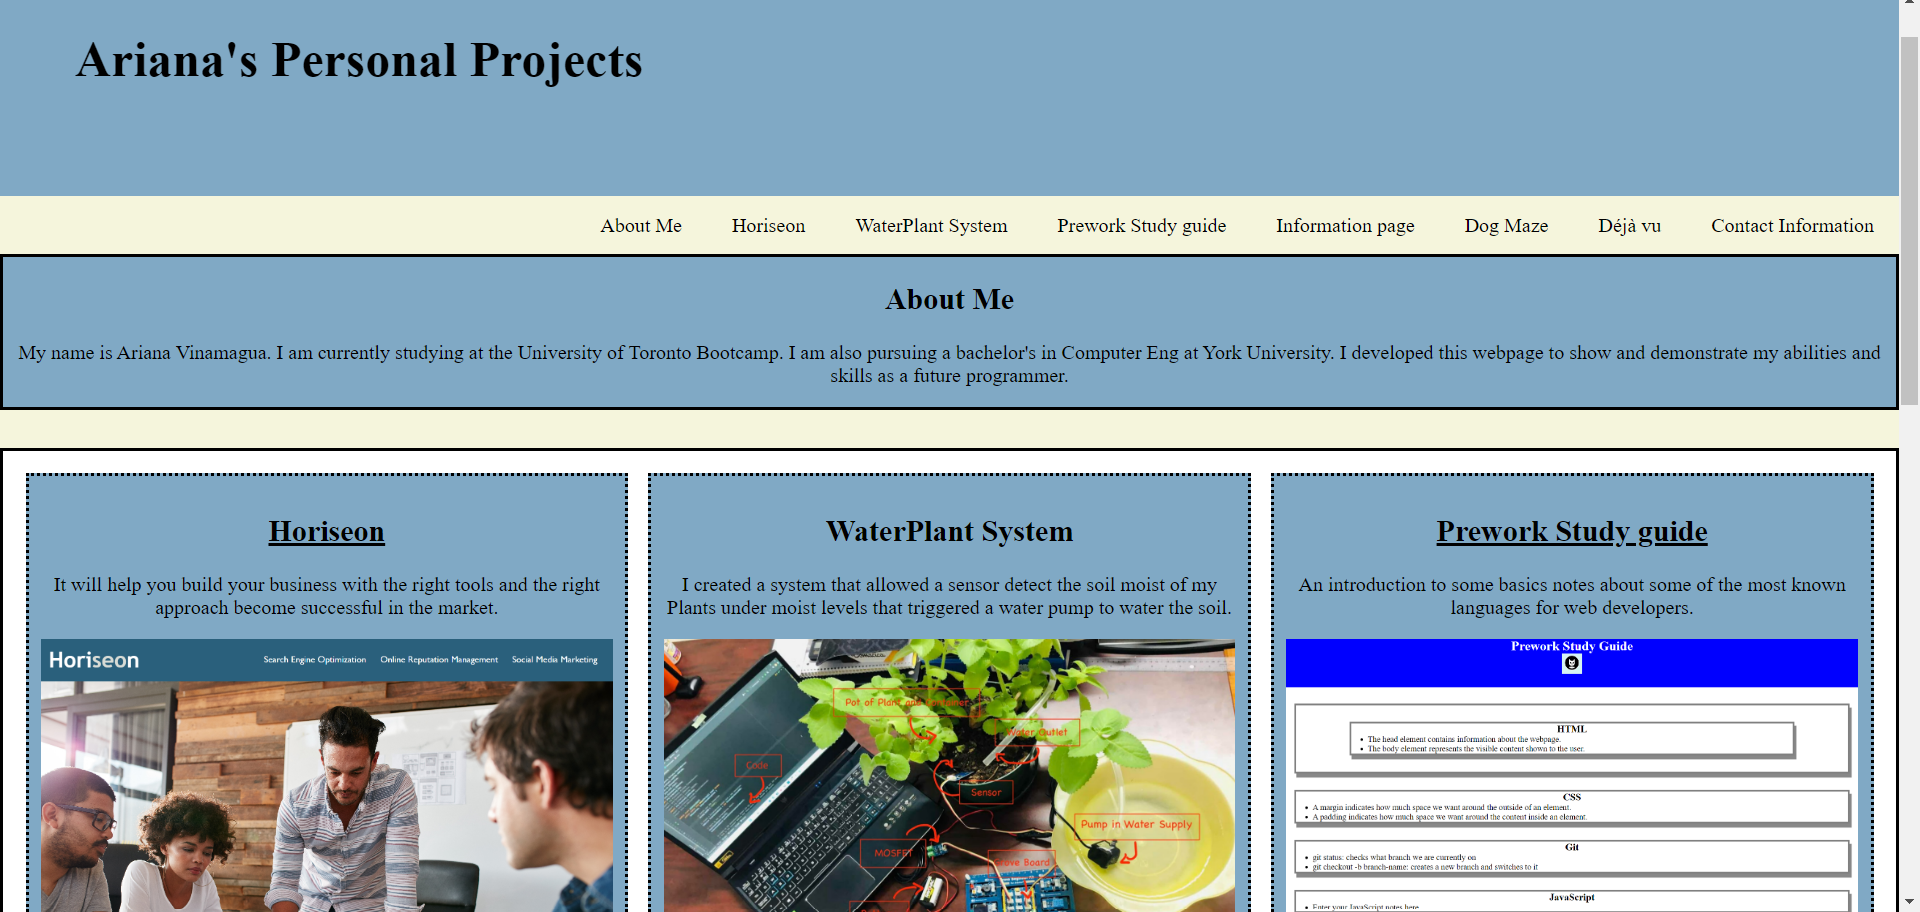 Ariana's Personal Projects
About Me
Horiseon
WaterPlant System
Prework Study guide
Information page
Dog Maze
Déjà vu
Contact Information
About Me
My name is Ariana Vinamagua. I am currently studying at the University of Toronto Bootcamp. I am also pursuing a bachelor's in Computer Eng at York University. I developed this webpage to show and demonstrate my abilities and
skills as a future programmer.
Horiseon
It will help you build your business with the right tools and the right
approach become successful in the market.
Horiseon
Search Engine Optimization
Online Reputation Management
Social Media Marketing
WaterPlant System
I created a system that allowed a sensor detect the soil moist of my
Plants under moist levels that triggered a water pump to water the soil.
Pot of Plant and
Water Outlet
Code
Sensor
Pump in Water Supply
MOSFET
Board
Prework Study guide
An introduction to some basics notes about some of the most known
languages for web developers.
Prework Study Guide
HTML
• The head element contains information about the webpage.
• The body element represents the visible content shown to the user.
CSS
• A margin indicates how much space we want around the outside of an element.
• A padding indicates how much space we want around the content inside an element.
Git
• git status: checks what branch we are currently on
• git checkout -b branch-name: creates a new branch and switches to it
JavaScript
• Enter your JavaScript notes here